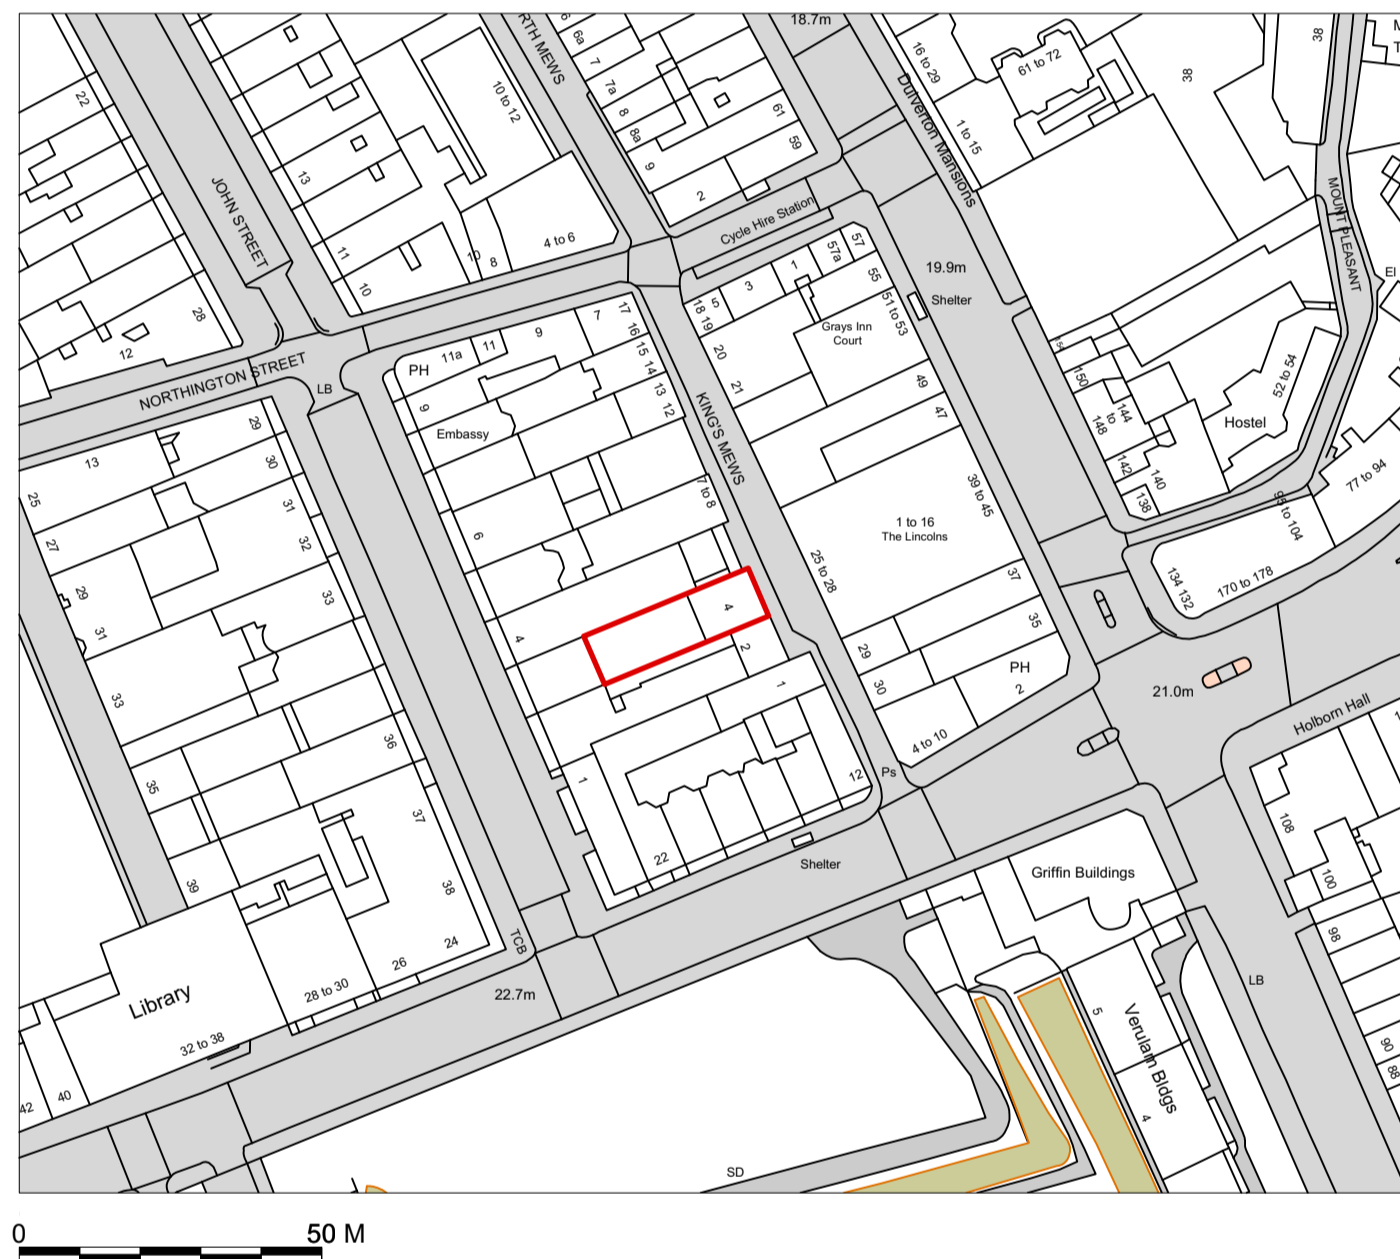 18.7m
RTH MEWS
6
6a
7
7a
8
8a
9
2
61
59
10 to 12
22
16 to 29
61 to 72
38
38
Dulverton Mansions
1 to 15
MOUNT PLEASANT
JOHN STREET
13
11
10
10
8
4 to 6
Cycle Hire Station
57
57a
55
1
3
5
18
19
51 to 53
19.9m
Shelter
El
28
12
NORTHINGTON STREET
LB
PH
11a
11
9
7
17
16
15
14
13
12
20
21
Grays Inn
Court
49
47
KING'S MEWS
150
144
to
148
142
140
138
Hostel
52 to 54
77 to 94
95 to 104
9
Embassy
29
30
31
32
33
13
25
27
29
31
33
6
7 to 8
39 to 45
1 to 16
The Lincolns
25 to 28
37
35
134
132
170 to 178
4
4
2
1
29
30
PH
2
4 to 10
21.0m
Holborn Hall
36
35
37
39
38
1
12
Ps
22
Shelter
108
100
98
Griffin Buildings
TCB
24
26
28 to 30
22.7m
Library
32 to 38
40
42
LB
5
Verulam Bldgs
4
90
88
SD
0
50 M